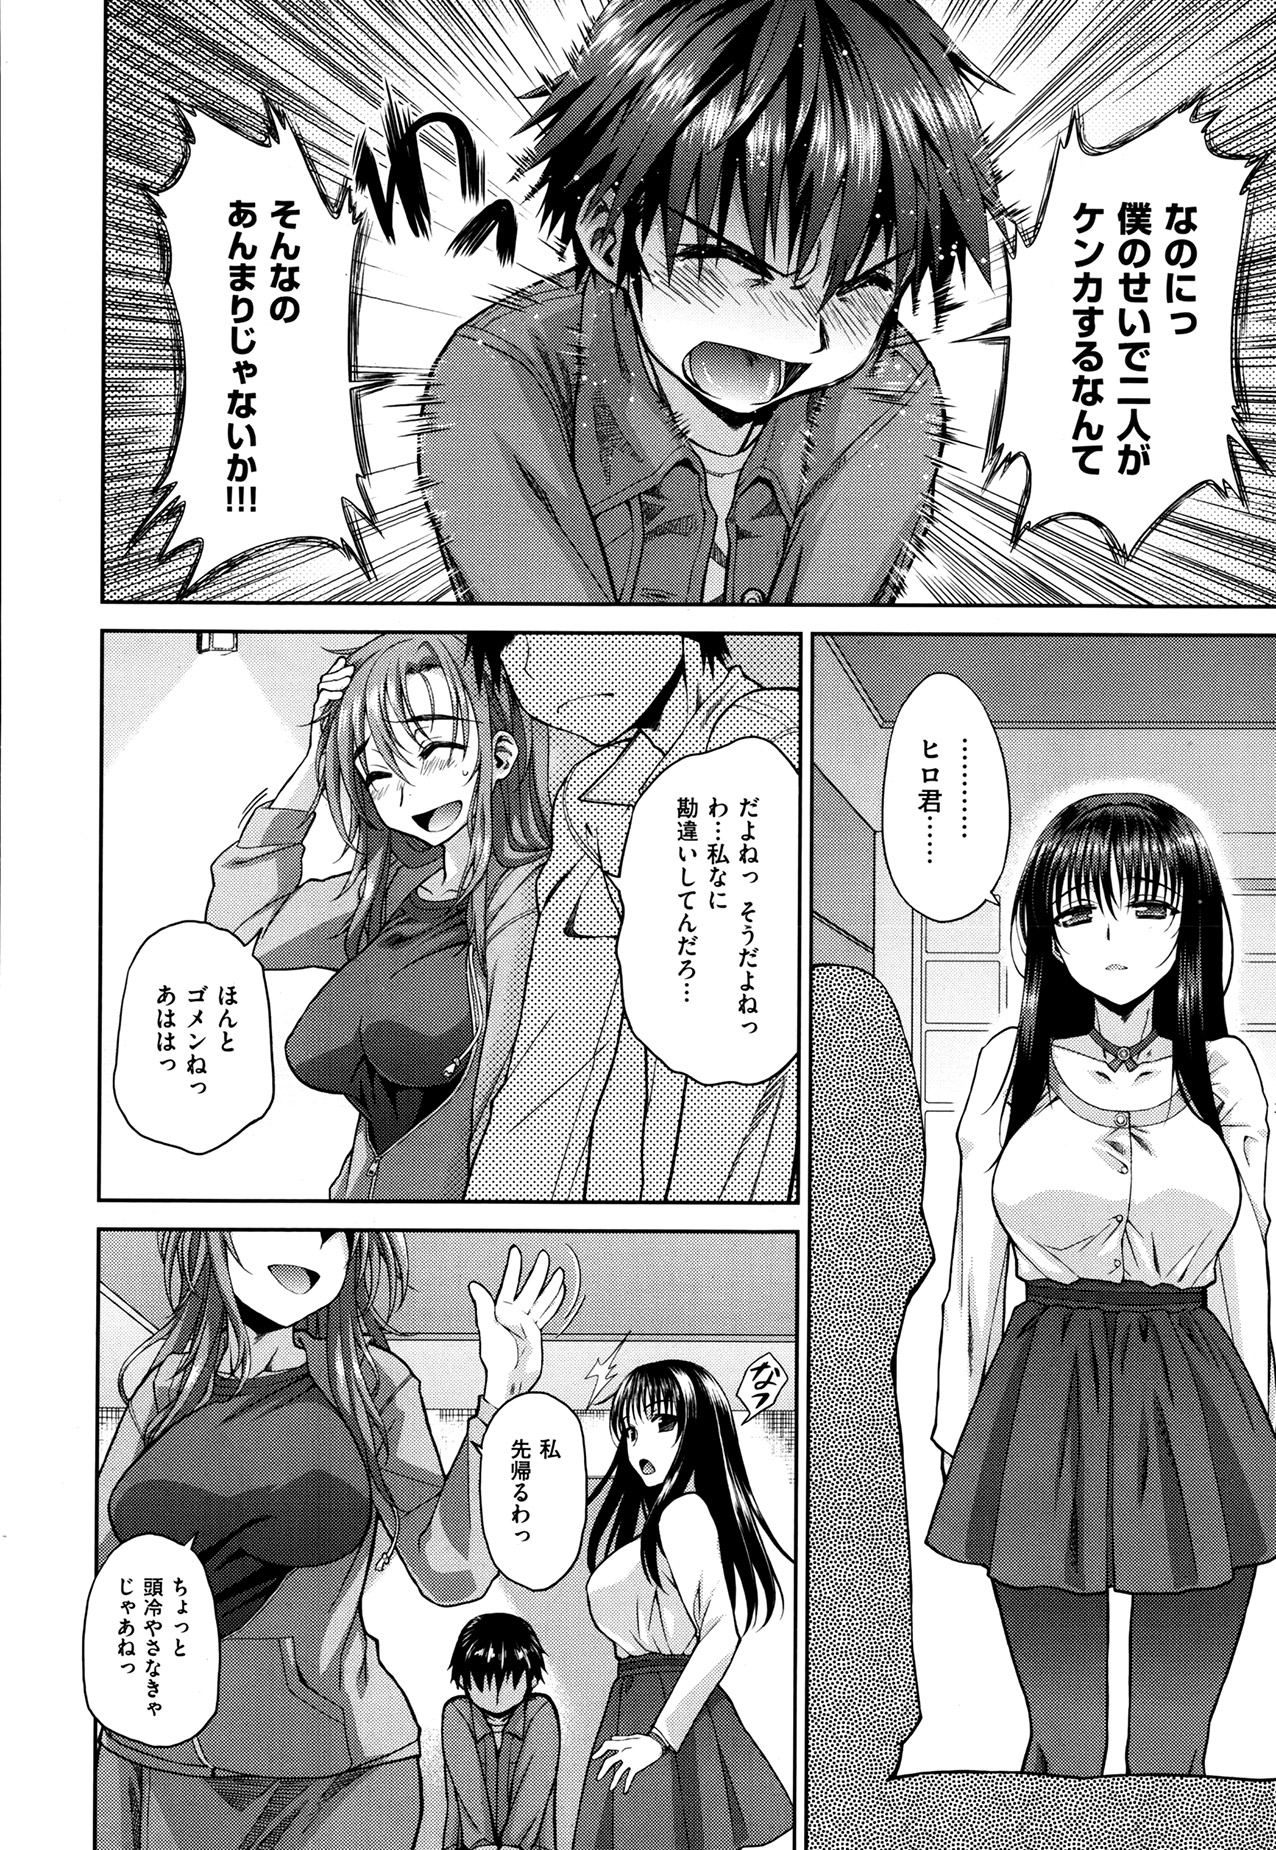 なのにっ
僕のせいで二人が
ケンカするなんて
そんなの
あんまりじゃないか!!!
わっ
…………
ヒロ君……
だよねっ そうだよねっ
わ…私なに
勘違いしてんだろ…
ほんと
ゴメンねっ
あははっ
なっ
私
先帰るわっ
ちょっと
頭冷やさなきゃ
じゃあねっ